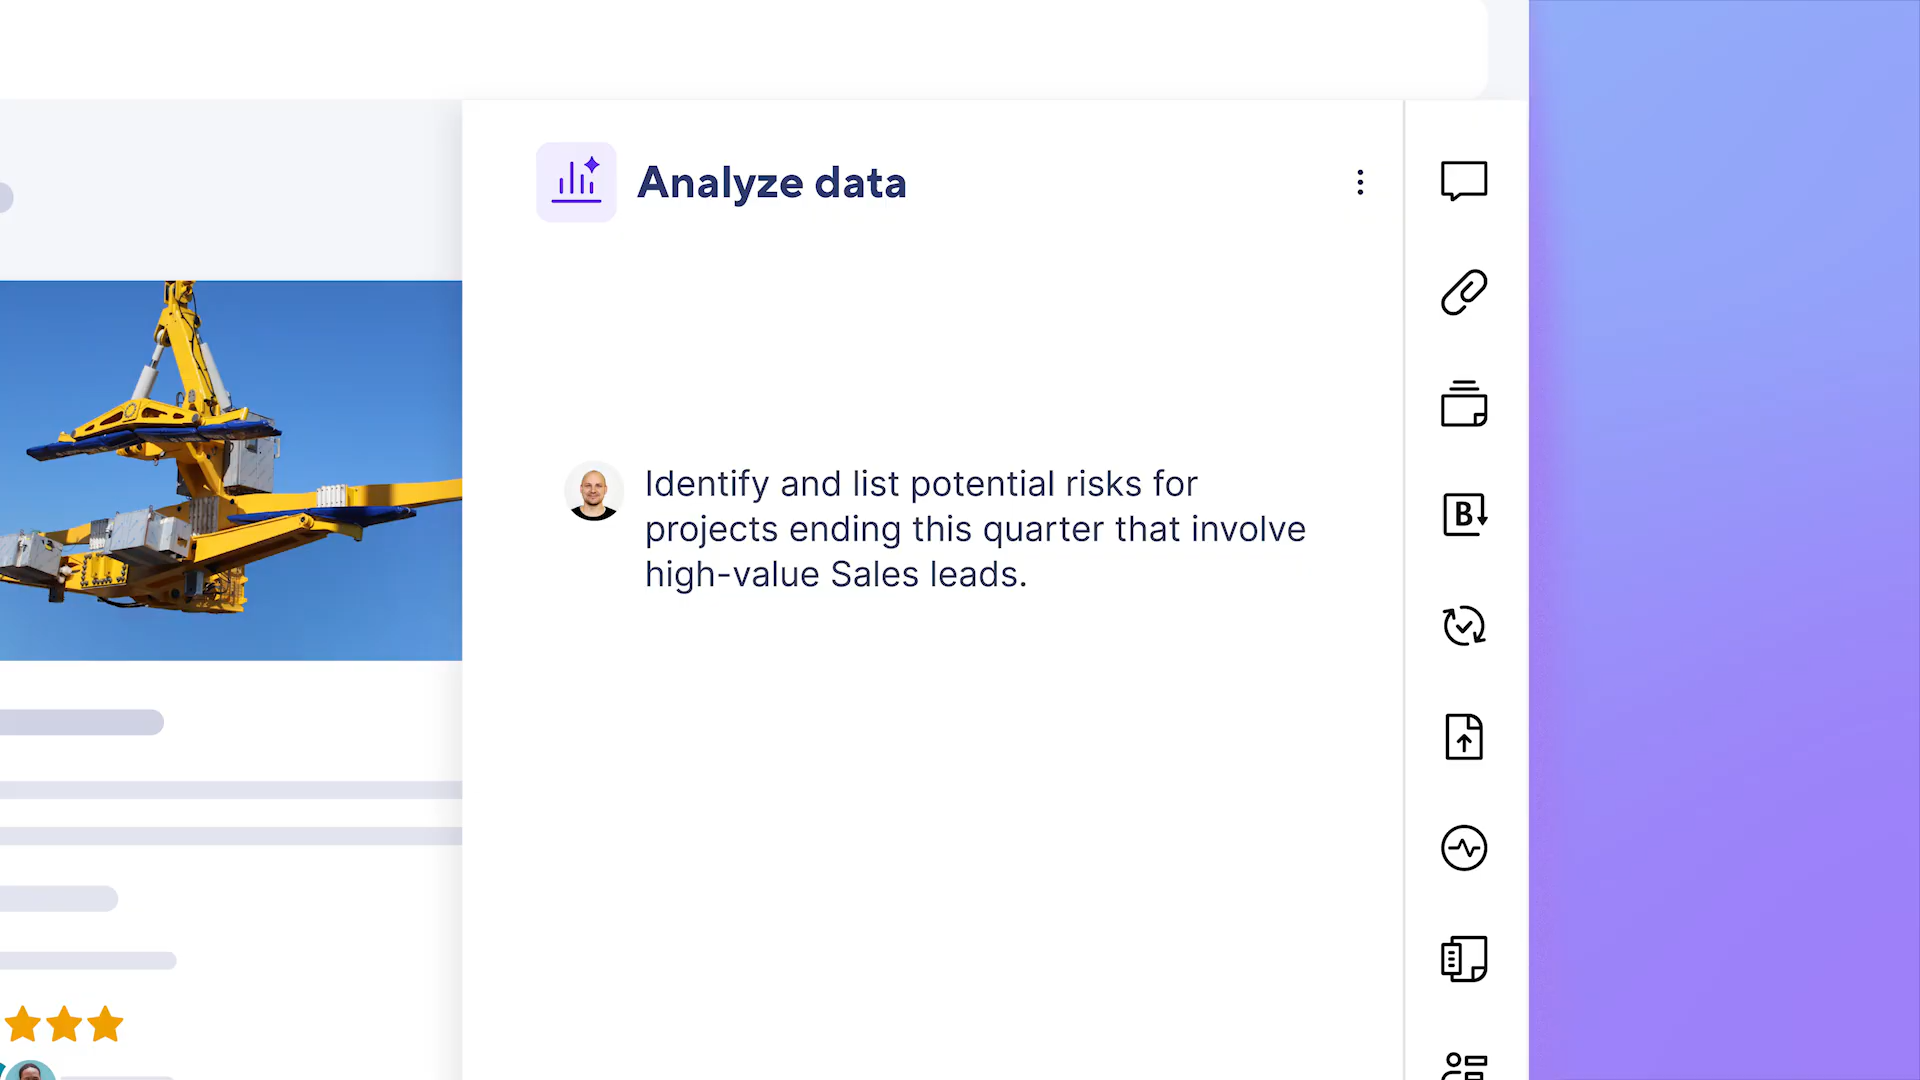 Analyze data
Identify and list potential risks for
projects ending this quarter that involve
high-value Sales leads.
B